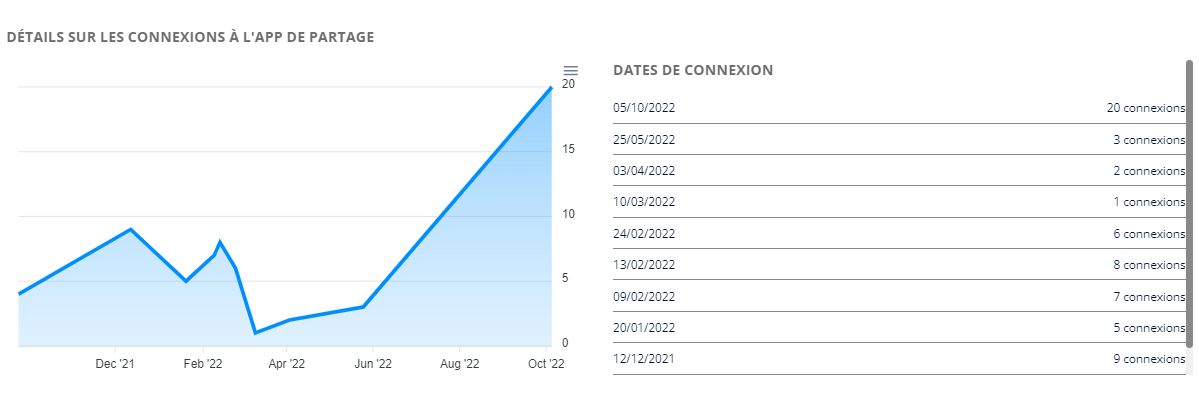 DÉTAILS SUR LES CONNEXIONS À L'APP DE PARTAGE
20
15
10
5
0
Dec '21 Feb '22 Apr '22 Jun '22 Aug '22 Oct '22
DATES DE CONNEXION
05/10/2022 20 connexions
25/05/2022 3 connexions
03/04/2022 2 connexions
10/03/2022 1 connexions
24/02/2022 6 connexions
13/02/2022 8 connexions
09/02/2022 7 connexions
20/01/2022 5 connexions
12/12/2021 9 connexions